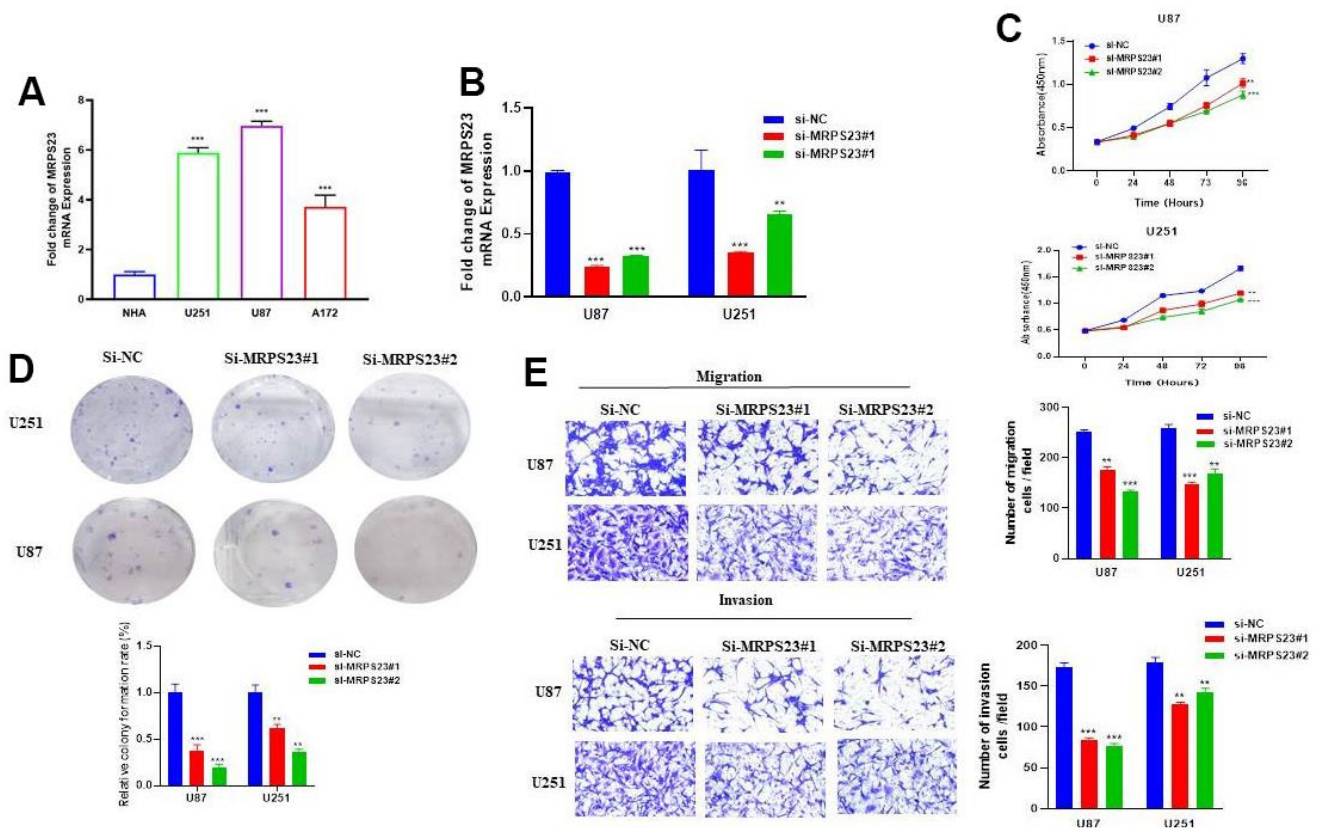 A
Fold change of MRPS23
mRNA Expression
8
6
4
2
0
***
***
***
NHA U251 U87 A172
B
Fold change of MRPS23
mRNA Expression
1.5
1.0
0.5
0.0
si-NC
si-MRPS23#1
si-MRPS23#1
*** ***
*** **
U87 U251
C
U87
Absorbance(450nm)
1.5
1.0
0.5
0.0
si-NC
si-MRPS23#1
si-MRPS23#2
**
***
0 24 48 73 96
Time (Hours)
U251
Absorbance(450nm)
2.0
1.6
1.0
0.6
0.0
si-NC
si-MRPS23#1
si-MRPS23#2
**
***
0 24 48 72 96
Time (Hours)
D
Si-NC Si-MRPS23#1 Si-MRPS23#2
U251
U87
Relative colony formation rate (%)
1.5
1.0
0.5
0.0
si-NC
si-MRPS23#1
si-MRPS23#2
*** ***
** **
U87 U251
E
Migration
Si-NC Si-MRPS23#1 Si-MRPS23#2
U87
U251
Number of migration
cells / field
300
200
100
0
si-NC
si-MRPS23#1
si-MRPS23#2
** ***
*** **
U87 U251
Invasion
Si-NC Si-MRPS23#1 Si-MRPS23#2
U87
U251
Number of invasion
cells /field
200
150
100
50
0
si-NC
si-MRPS23#1
si-MRPS23#2
*** ***
** **
U87 U251